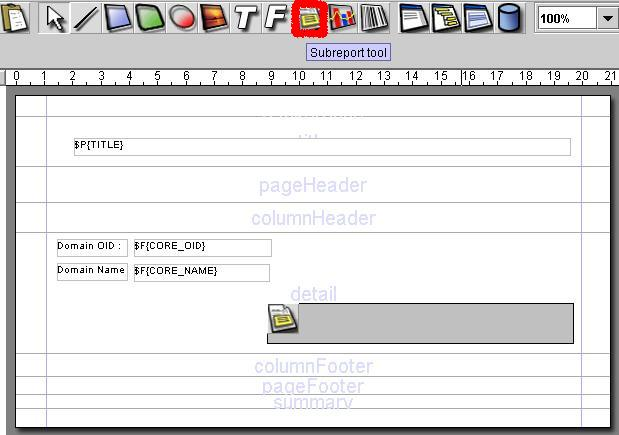 T F
100%
Subreport tool
0 1 2 3 4 5 6 7 8 9 10 11 12 13 14 15 16 17 18 19 20 21
$P{TITLE}
pageHeader
columnHeader
Domain OID : $F{CORE_OID}
Domain Name $F{CORE_NAME}
detail
columnFooter
pageFooter
summary